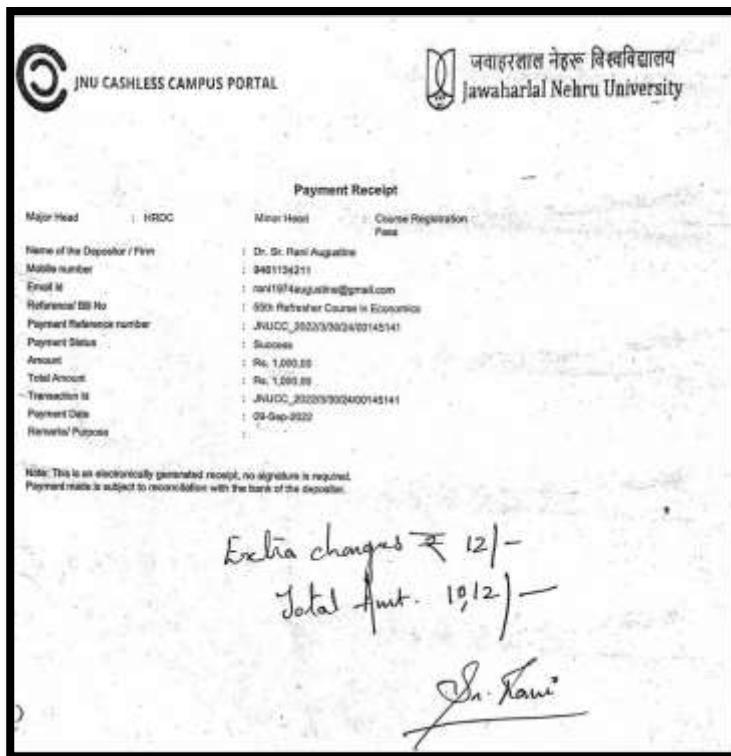 JNU CASHLESS CAMPUS PORTAL
जवाहरलाल नेहरू विश्वविद्यालय
Jawaharlal Nehru University
Payment Receipt
Major Head : HRDC Minor Head : Course Registration
Fees
Name of the Depositor / Firm : Dr. Sr. Rani Augustine
Mobile number : 9461134211
Email Id : rani1974augustine@gmail.com
Reference/ Bill No : Refresher Course in Economics
Payment Reference number :
Payment Status : Success
Amount : Rs. 1,000.00
Total Amount : Rs. 1,000.00
Transaction Id :
Payment Date : 09-Sep-2022
Remarks/ Purpose :
Note: This is an electronically generated receipt, no signature is required.
Payment made is subject to reconciliation with the bank of the depositor.
Extra charges ₹ 12/-
Total Amt. 1012/-
Sr. Rani